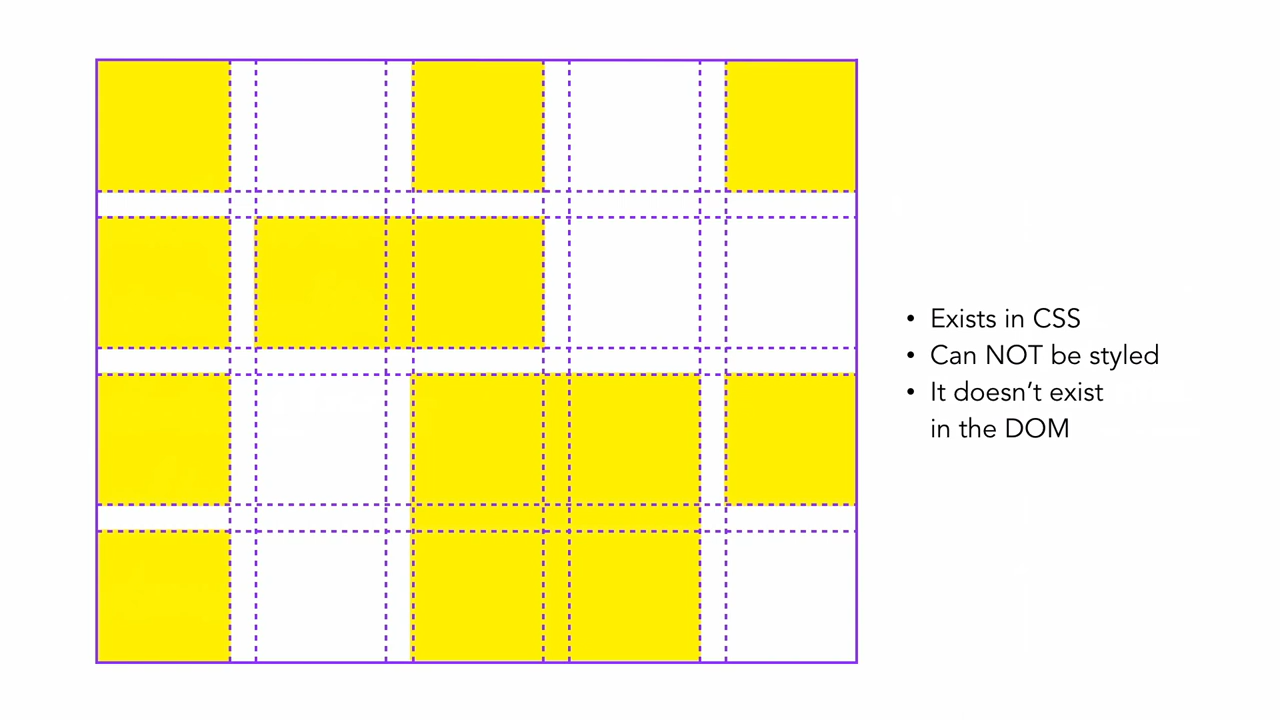 • Exists in CSS
• Can NOT be styled
• It doesn’t exist
in the DOM